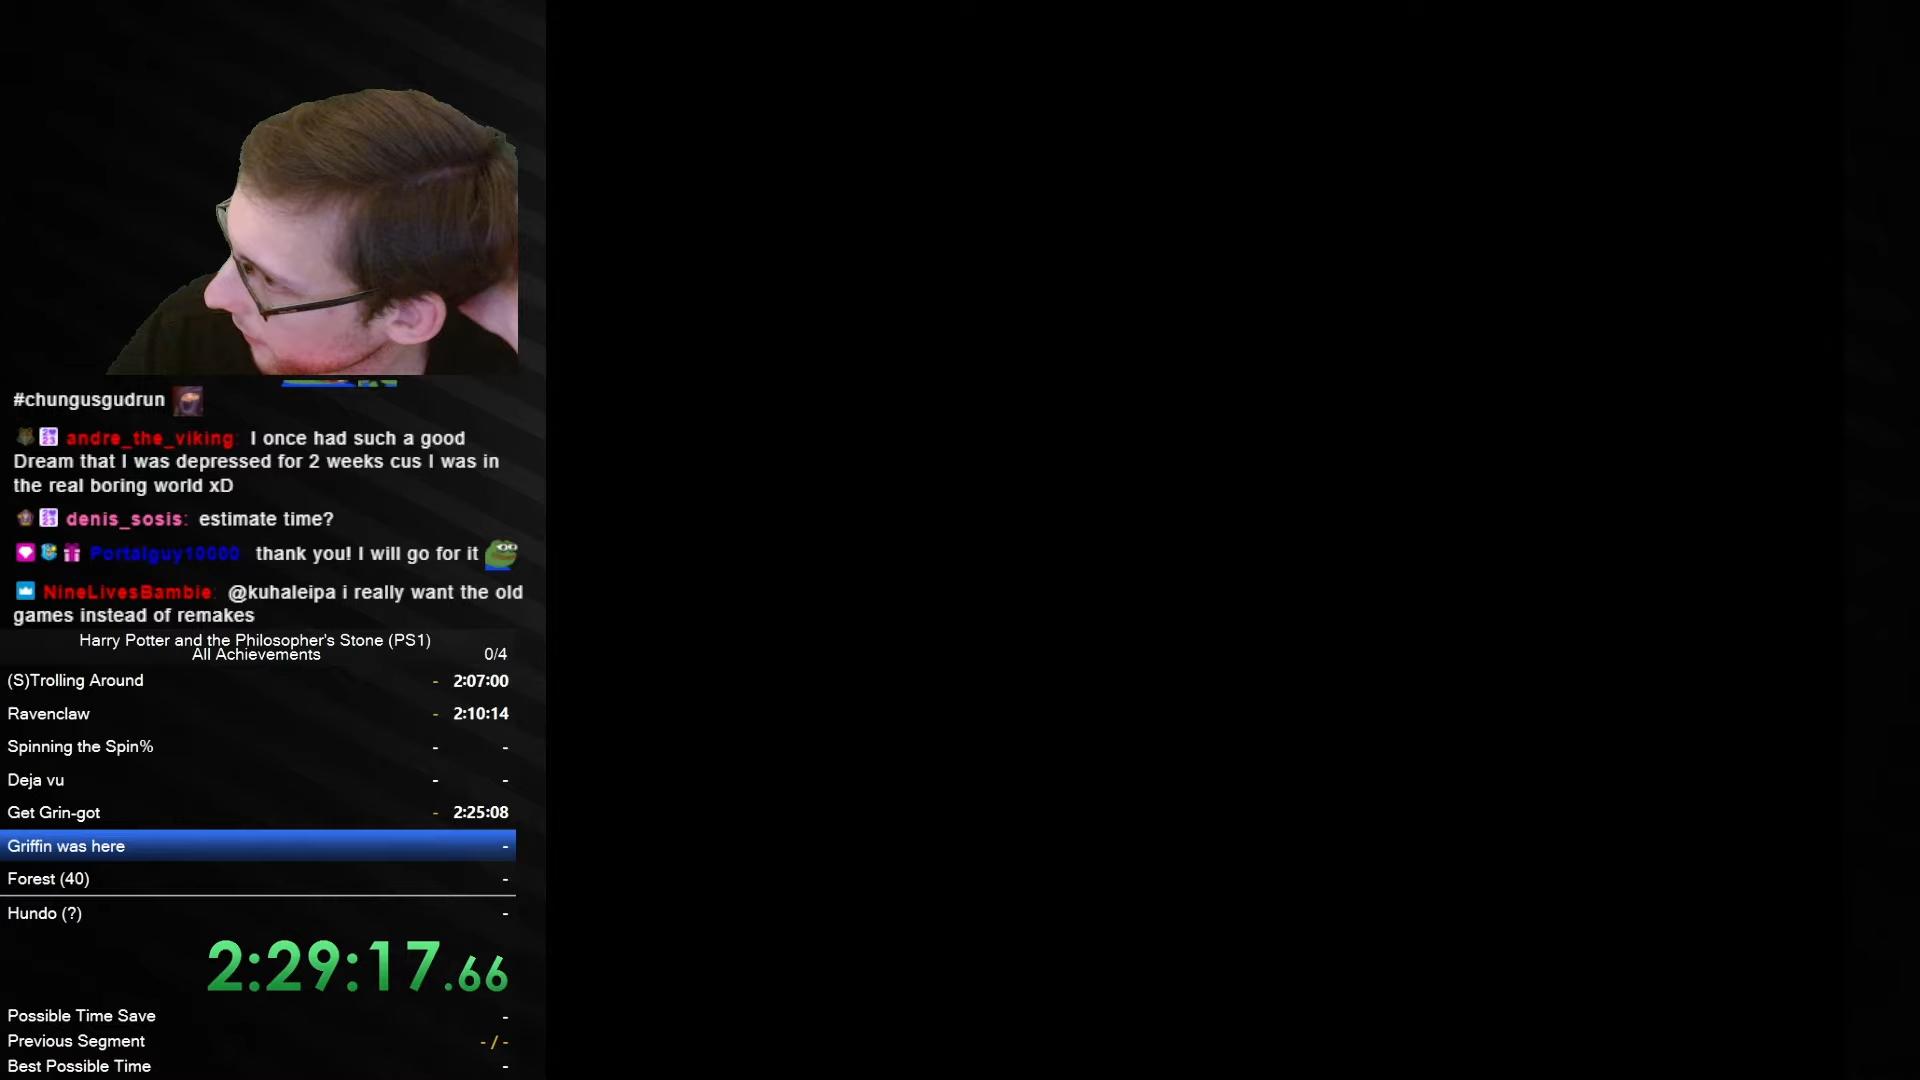 #chungusgudrun
andre_the_viking: I once had such a good
Dream that I was depressed for 2 weeks cus I was in
the real boring world xD
denis_sosis: estimate time?
Portalguy10000 thank you! I will go for it
NineLivesBambie: @kuhaleipa i really want the old
games instead of remakes
Harry Potter and the Philosopher's Stone (PS1)
All Achievements 0/4
(S)Trolling Around - 2:07:00
Ravenclaw - 2:10:14
Spinning the Spin% - -
Deja vu - -
Get Grin-got - 2:25:08
Griffin was here -
Forest (40) -
Hundo (?) -
2:29:17.66
Possible Time Save -
Previous Segment - / -
Best Possible Time -